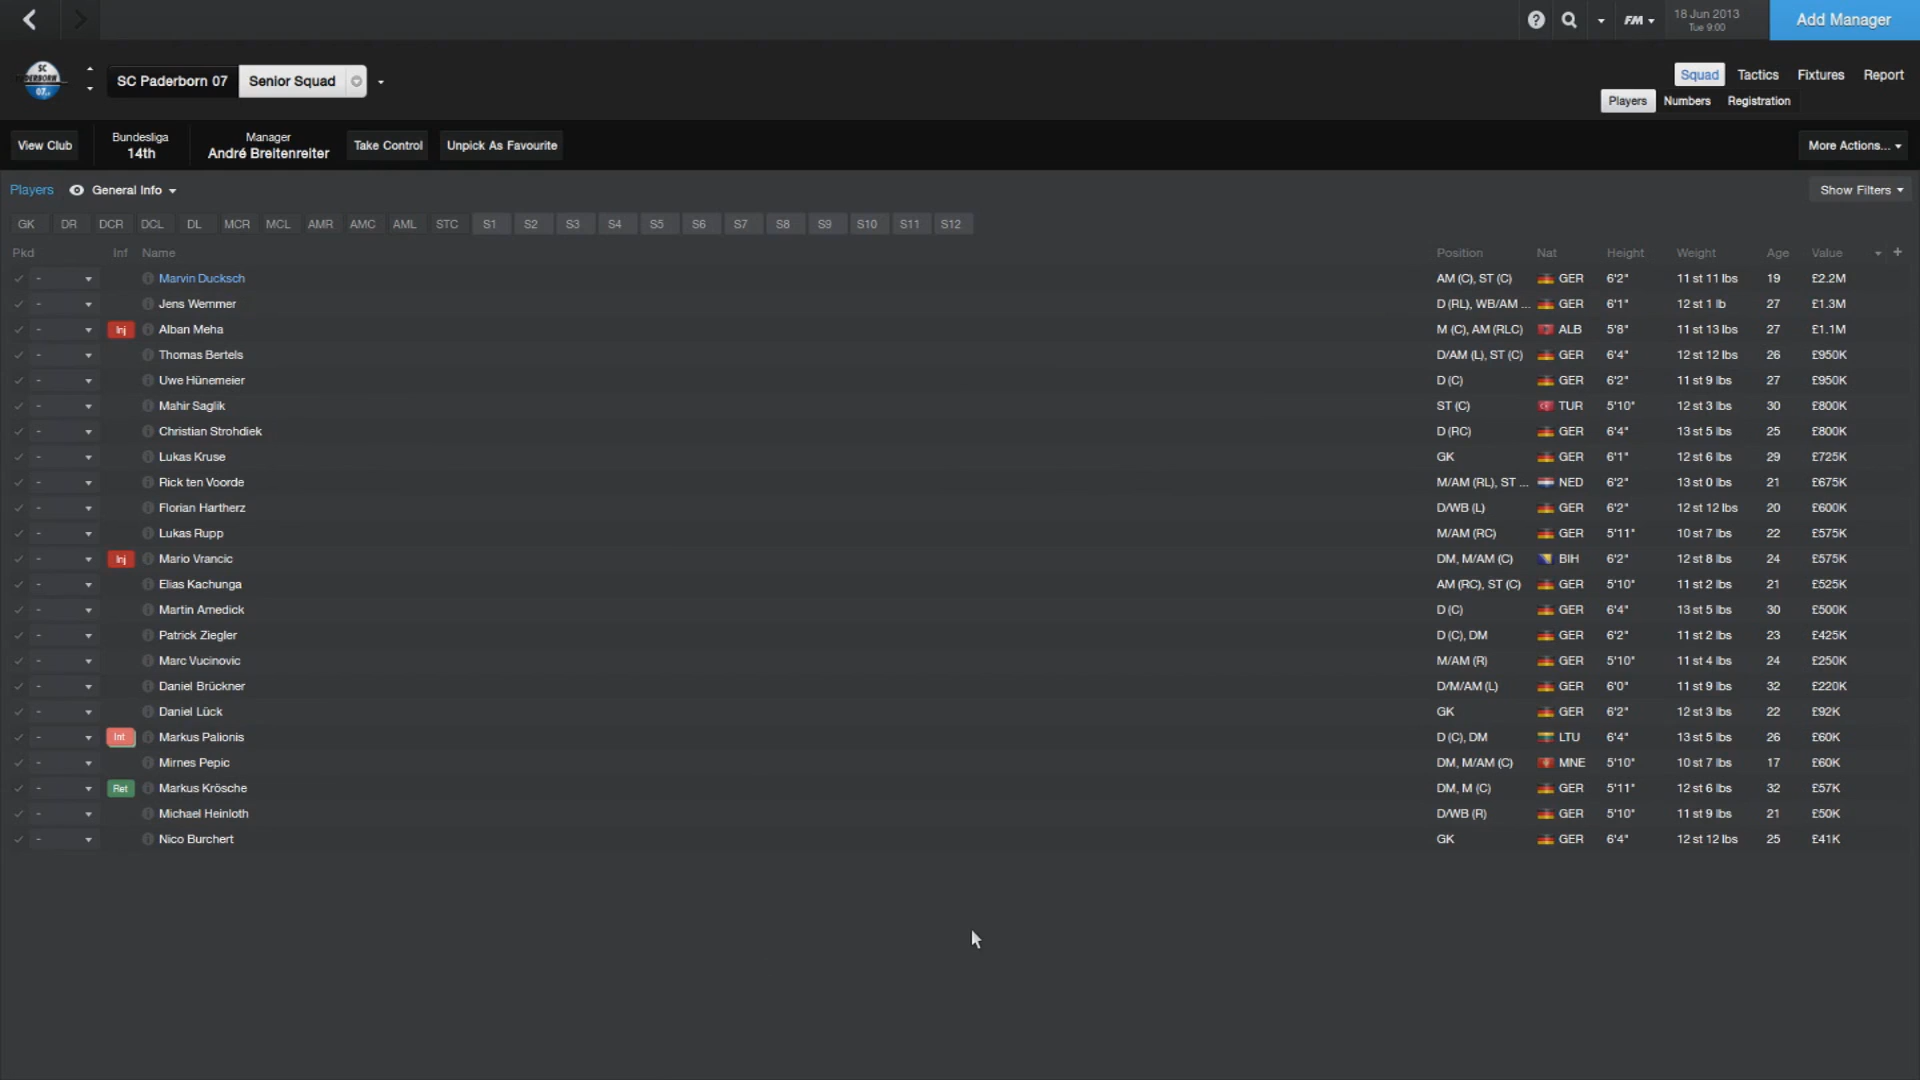 18 Jun 2013
Tue 9:00
FM
Add Manager
SC
PADERBORN
07
SC Paderborn 07
Senior Squad
Squad Tactics Fixtures Report
Players Numbers Registration
View Club
Bundesliga
14th
Manager
André Breitenreiter
Take Control
Unpick As Favourite
More Actions...
Players General Info
Show Filters
GK DR DCR DCL DL MCR MCL AMR AMC AML STC S1 S2 S3 S4 S5 S6 S7 S8 S9 S10 S11 S12
Pkd Inf Name Position Nat Height Weight Age Value +
- Marvin Ducksch AM (C), ST (C) GER 6'2" 11 st 11 lbs 19 £2.2M
- Jens Wemmer D (RL), WB/AM ... GER 6'1" 12 st 1 lb 27 £1.3M
- Inj Alban Meha M (C), AM (RLC) ALB 5'8" 11 st 13 lbs 27 £1.1M
- Thomas Bertels D/AM (L), ST (C) GER 6'4" 12 st 12 lbs 26 £950K
- Uwe Hünemeier D (C) GER 6'2" 11 st 9 lbs 27 £950K
- Mahir Saglik ST (C) TUR 5'10" 12 st 3 lbs 30 £800K
- Christian Strohdiek D (RC) GER 6'4" 13 st 5 lbs 25 £800K
- Lukas Kruse GK GER 6'1" 12 st 6 lbs 29 £725K
- Rick ten Voorde M/AM (RL), ST ... NED 6'2" 13 st 0 lbs 21 £675K
- Florian Hartherz D/WB (L) GER 6'2" 12 st 12 lbs 20 £600K
- Lukas Rupp M/AM (RC) GER 5'11" 10 st 7 lbs 22 £575K
- Inj Mario Vrancic DM, M/AM (C) BIH 6'2" 12 st 8 lbs 24 £575K
- Elias Kachunga AM (RC), ST (C) GER 5'10" 11 st 2 lbs 21 £525K
- Martin Amedick D (C) GER 6'4" 13 st 5 lbs 30 £500K
- Patrick Ziegler D (C), DM GER 6'2" 11 st 2 lbs 23 £425K
- Marc Vucinovic M/AM (R) GER 5'10" 11 st 4 lbs 24 £250K
- Daniel Brückner D/M/AM (L) GER 6'0" 11 st 9 lbs 32 £220K
- Daniel Lück GK GER 6'2" 12 st 3 lbs 22 £92K
- Int Markus Palionis D (C), DM LTU 6'4" 13 st 5 lbs 26 £60K
- Mirnes Pepic DM, M/AM (C) MNE 5'10" 10 st 7 lbs 17 £60K
- Ret Markus Krösche DM, M (C) GER 5'11" 12 st 6 lbs 32 £57K
- Michael Heinloth D/WB (R) GER 5'10" 11 st 9 lbs 21 £50K
- Nico Burchert GK GER 6'4" 12 st 12 lbs 25 £41K